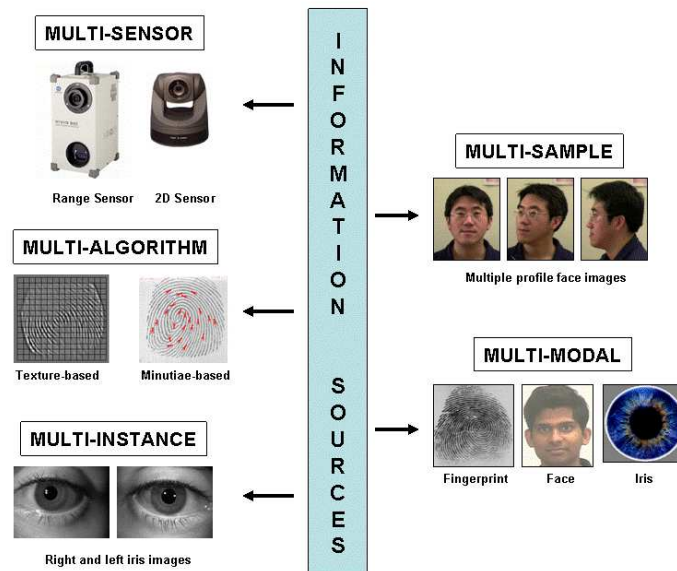 MULTI-SENSOR
Range Sensor
2D Sensor
MULTI-ALGORITHM
Texture-based
Minutiae-based
MULTI-INSTANCE
Right and left iris images
INFORMATION SOURCES
MULTI-SAMPLE
Multiple profile face images
MULTI-MODAL
Fingerprint
Face
Iris